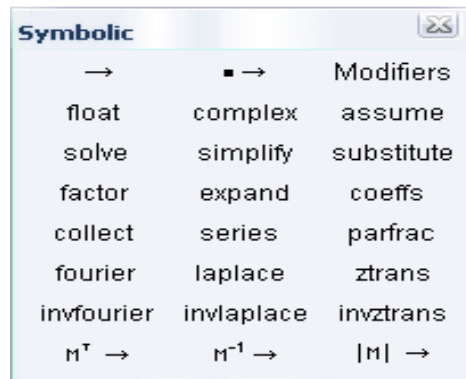 Symbolic
→ ▪ → Modifiers
float complex assume
solve simplify substitute
factor expand coeffs
collect series parfrac
fourier laplace ztrans
invfourier invlaplace invztrans
Mᵀ → M⁻¹ → |M| →